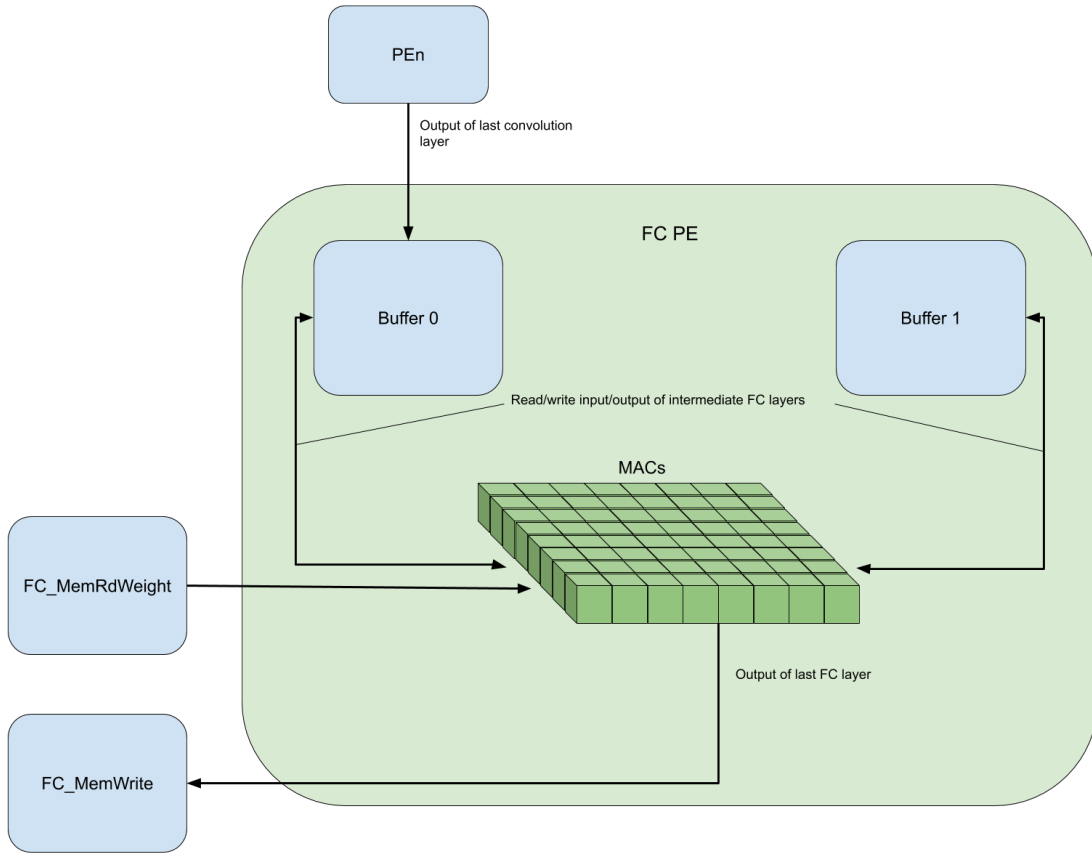 PEn
Output of last convolution
layer
FC PE
Buffer 0
Buffer 1
Read/write input/output of intermediate FC layers
MACs
FC_MemRdWeight
Output of last FC layer
FC_MemWrite